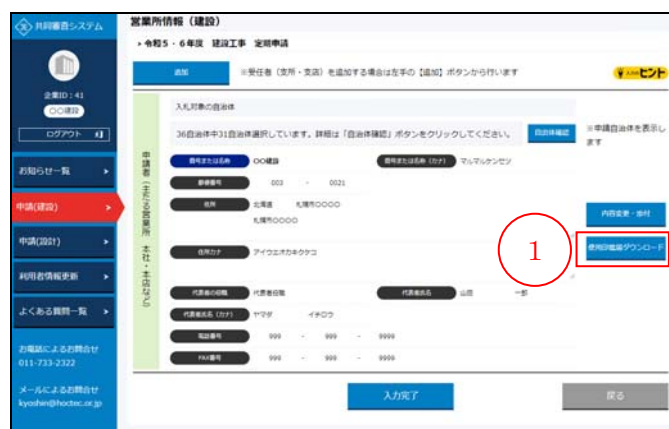 共同審査システム
企業ID：41
〇〇建設
ログアウト
お知らせ一覧
申請(建設)
申請(設計)
利用者情報更新
よくある質問一覧
お電話によるお問合せ
011-733-2322
メールによるお問合せ
kyoshin@hoctec.or.jp
営業所情報（建設）
令和5・6年度 建設工事 定期申請
追加 ※受任者（支所・支店）を追加する場合は左手の【追加】ボタンから行います ヒント
申請者（主たる営業所 本社・本店など）
入札対象の自治体
36自治体中31自治体選択しています。詳細は「自治体確認」ボタンをクリックしてください。 自治体確認
※申請自治体を表示します
商号または名称 〇〇建設 商号または名称（カナ） マルマルケンセツ
郵便番号 003 - 0021
住所 北海道 札幌市〇〇〇〇
札幌市〇〇〇〇
住所カナ アイウエオカキクケコ
代表者の役職 代表者役職 代表者氏名 山田 一郎
代表者氏名（カナ） ヤマダ イチロウ
電話番号 999 - 999 - 9999
FAX番号 999 - 999 - 9999
内容変更・添付
1
使用印鑑届ダウンロード
入力完了
戻る